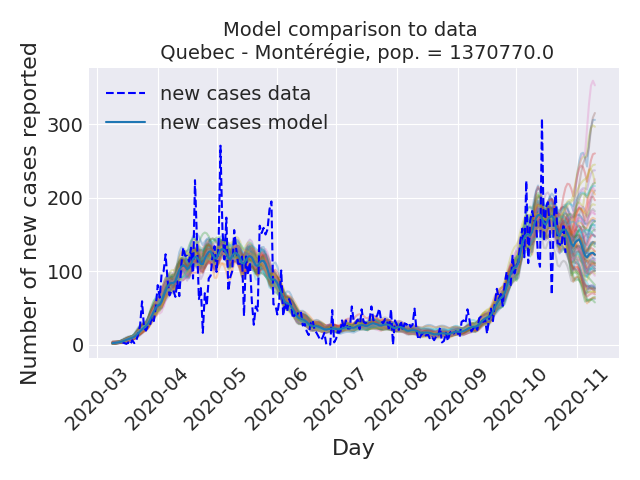 Model comparison to data
Quebec - Montérégie, pop. = 1370770.0
new cases data
new cases model
Number of new cases reported
300
200
100
0
2020-03
2020-04
2020-05
2020-06
2020-07
2020-08
2020-09
2020-10
2020-11
Day